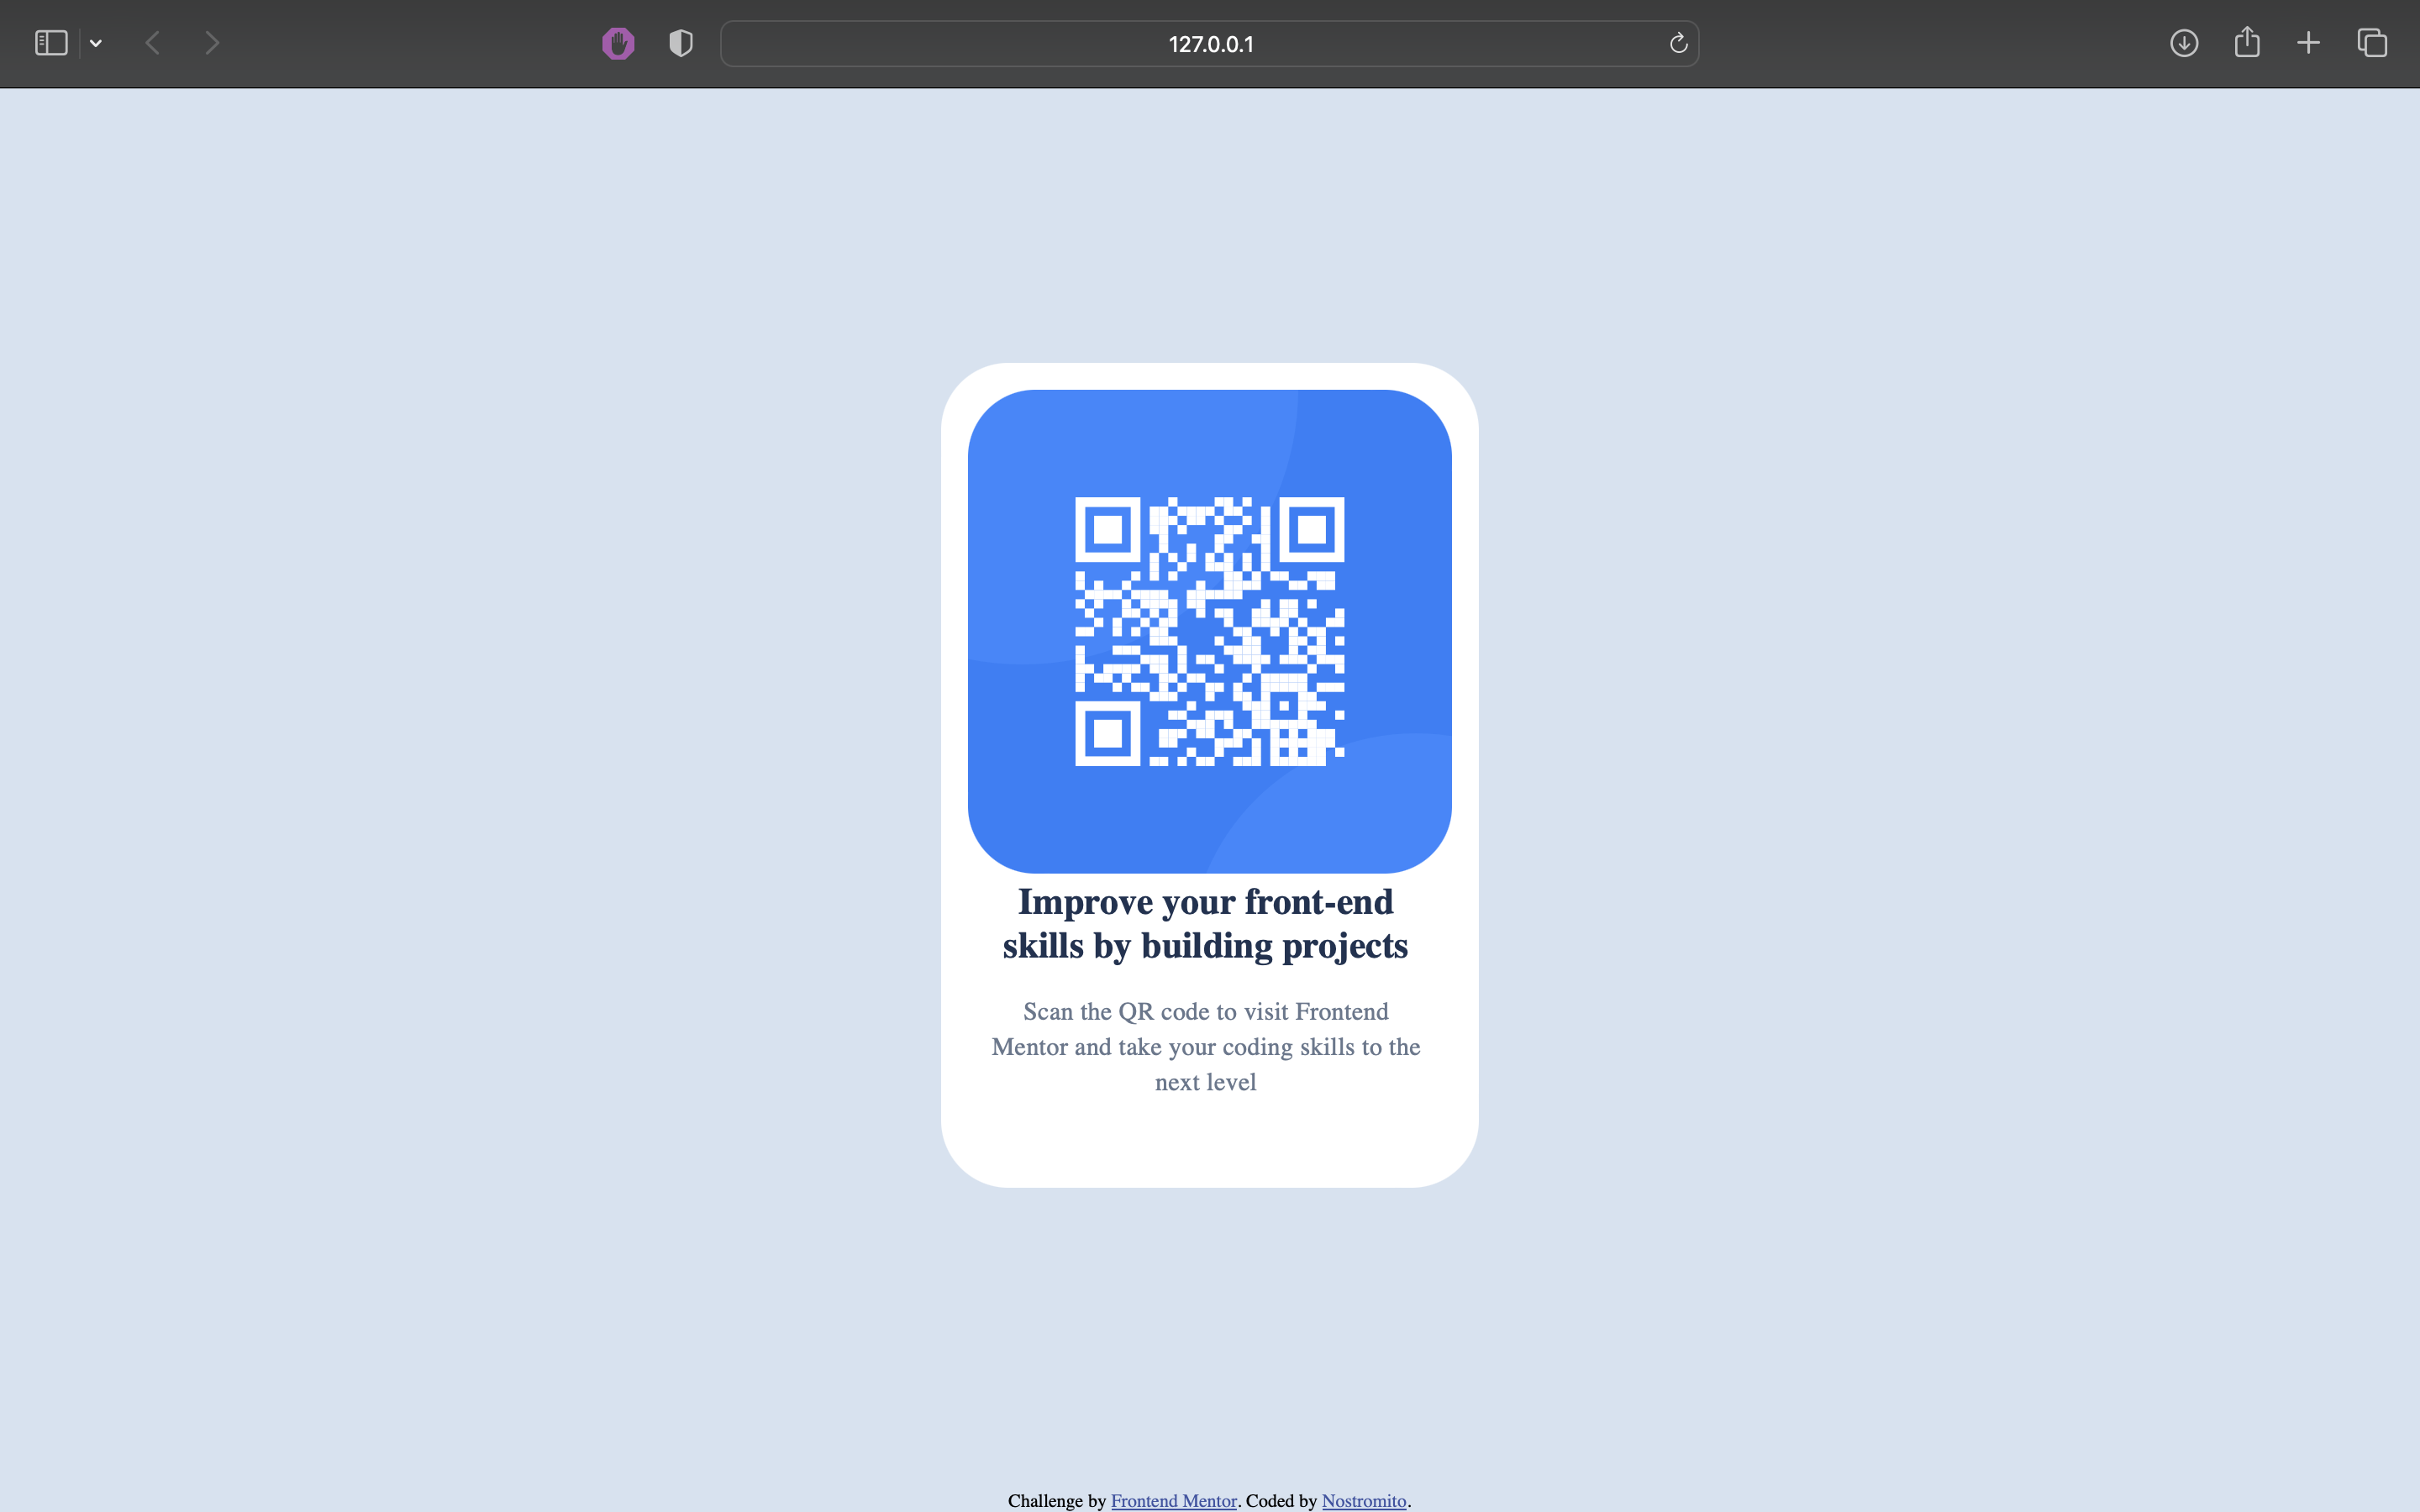 127.0.0.1
Improve your front-end
skills by building projects
Scan the QR code to visit Frontend
Mentor and take your coding skills to the
next level
Challenge by Frontend Mentor. Coded by Nostromito.